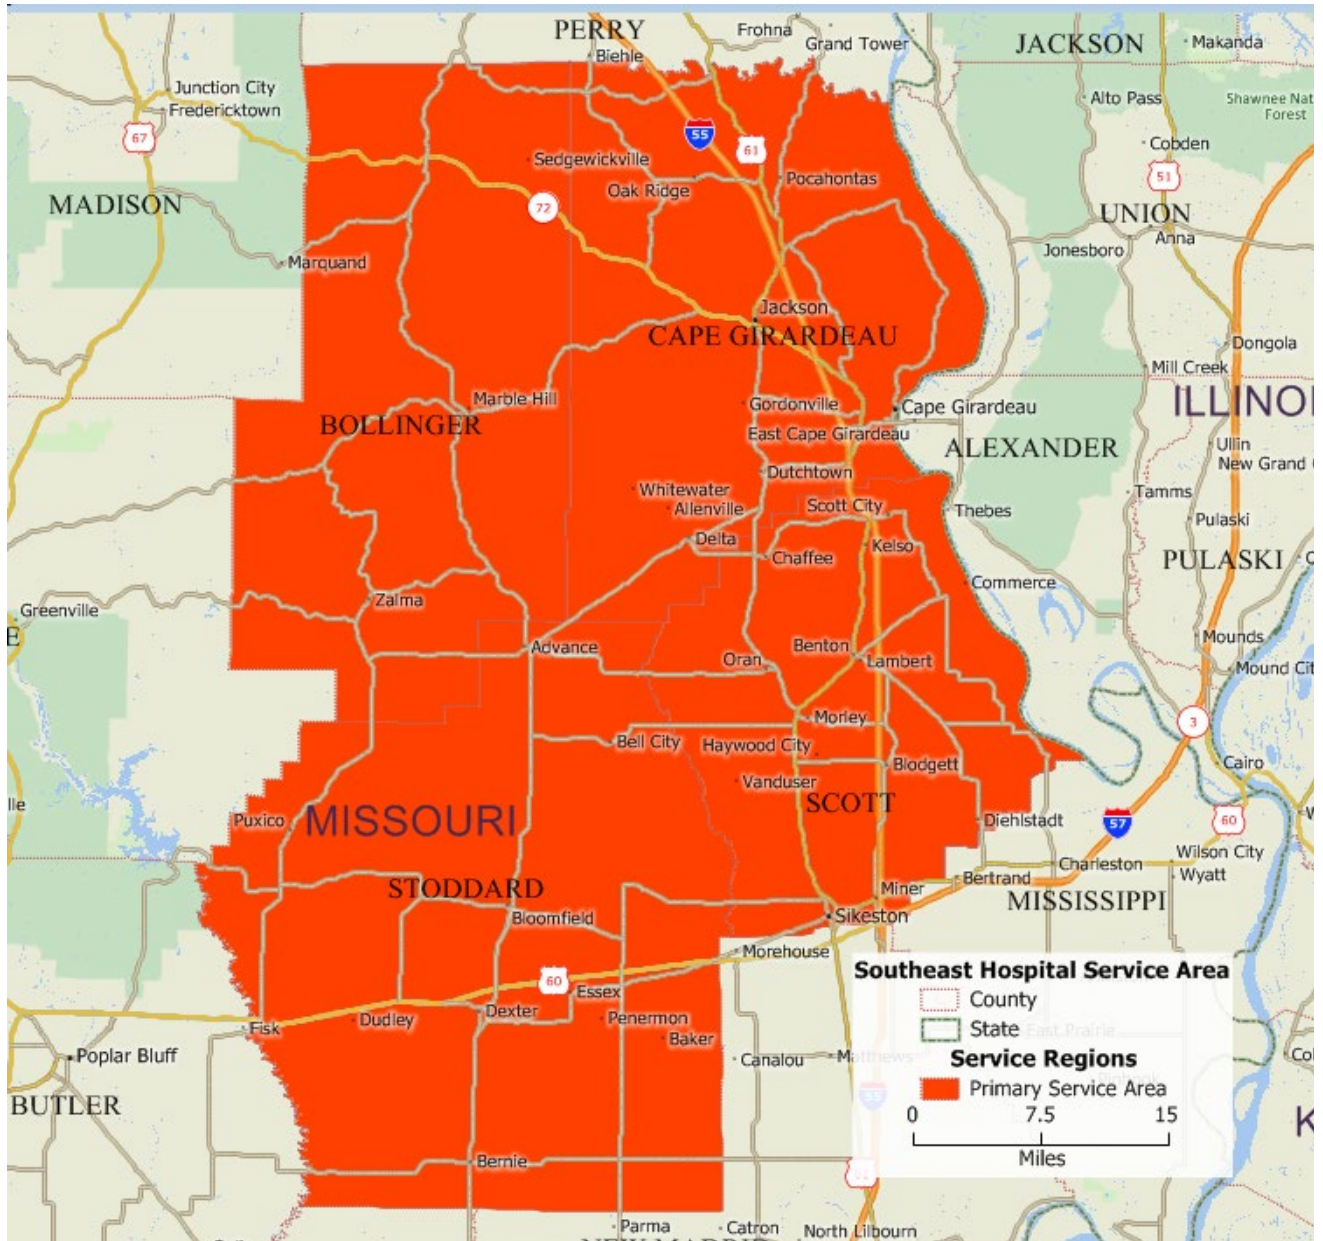 PERRY
Frohna
Grand Tower
JACKSON
Makanda
Biehle
Junction City
Fredericktown
67
Alto Pass
Shawnee Nat
Forest
55
61
Cobden
Sedgewickville
Oak Ridge
Pocahontas
51
MADISON
72
UNION
Anna
Jonesboro
Marquand
Jackson
CAPE GIRARDEAU
Dongola
Mill Creek
ILLINOI
Marble Hill
Gordonville
Cape Girardeau
BOLLINGER
East Cape Girardeau
ALEXANDER
Ullin
New Grand
Dutchtown
Whitewater
Allenville
Scott City
Thebes
Tamms
Pulaski
Delta
Kelso
Chaffee
PULASKI
Commerce
Zalma
Greenville
E
Advance
Benton
Lambert
Oran
Mounds
Mound Cit
Morley
3
Bell City
Haywood City
Blodgett
Cairo
Vanduser
SCOTT
lle
Puxico
MISSOURI
Diehlstadt
57
60
Wilson City
Charleston
Wyatt
STODDARD
Bertrand
Miner
MISSISSIPPI
Bloomfield
Sikeston
Morehouse
60
Essex
Dexter
Penermon
Dudley
Fisk
Baker
Poplar Bluff
Canalou
Matthews
BUTLER
Southeast Hospital Service Area
County
State
East Prairie
Service Regions
Primary Service Area
0 7.5 15
Miles
55
Col
K
Bernie
Parma
Catron
North Lilbourn